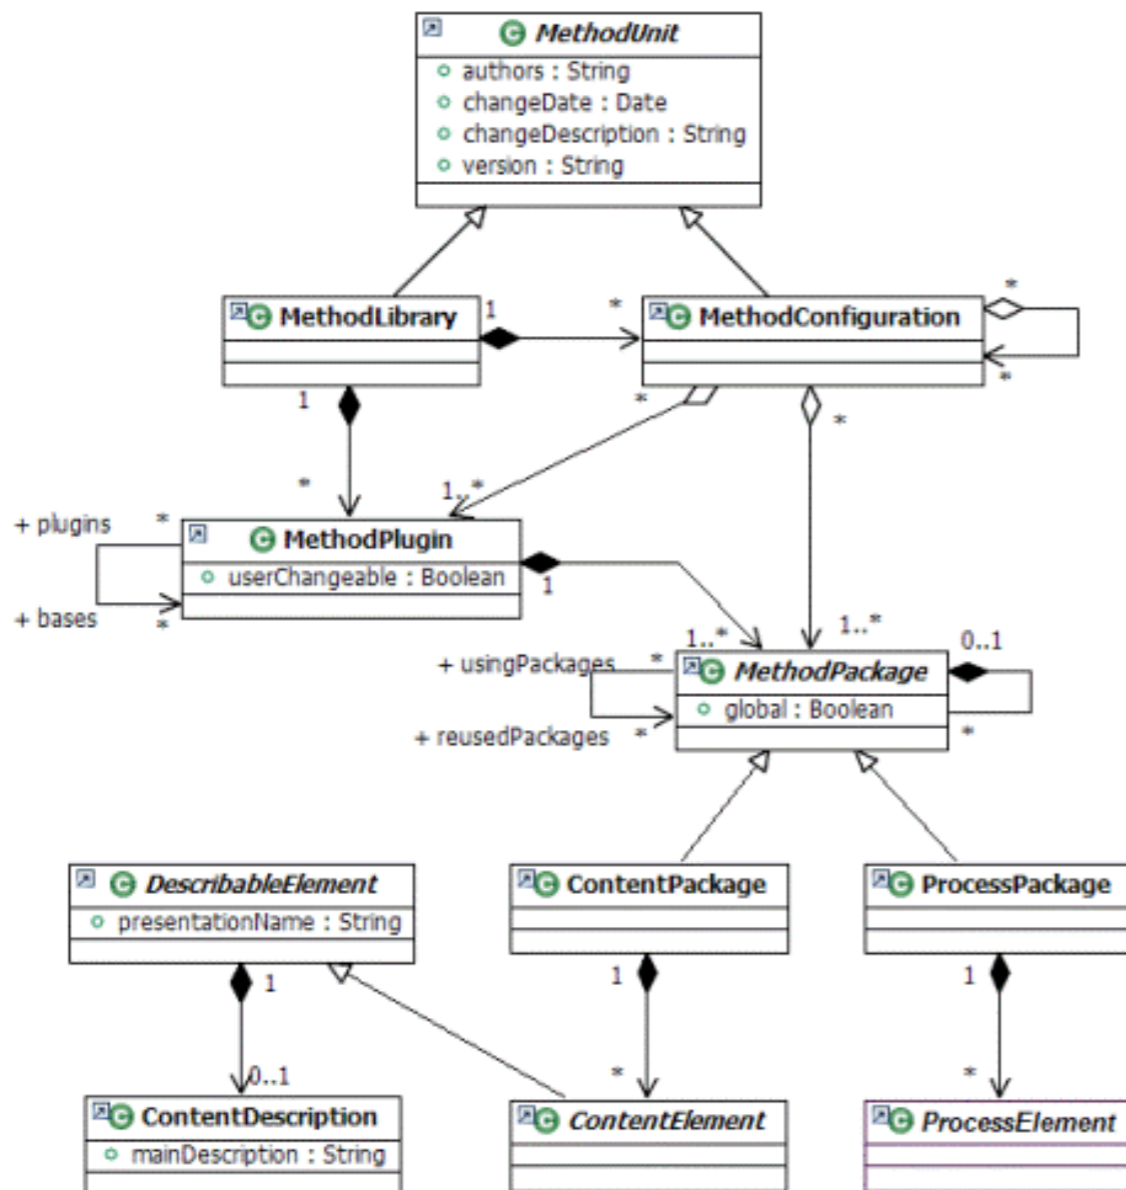 MethodUnit
authors : String
changeDate : Date
changeDescription : String
version : String
MethodLibrary
1
*
MethodConfiguration
*
*
1
*
*
*
1..*
+ plugins
*
MethodPlugin
userChangeable : Boolean
+ bases
*
1
1..*
1..*
0..1
+ usingPackages
*
MethodPackage
global : Boolean
+ reusedPackages
*
*
DescribableElement
presentationName : String
ContentPackage
ProcessPackage
1
1
1
0..1
*
*
ContentDescription
mainDescription : String
ContentElement
ProcessElement